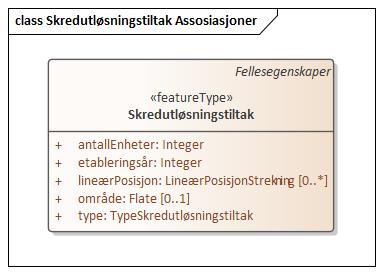 class Skredutløsningstiltak Assosiasjoner
Fellesegenskaper
«featureType»
Skredutløsningstiltak
+ antallEnheter: Integer
+ etableringsår: Integer
+ lineærPosisjon: LineærPosisjonStrekning [0..*]
+ område: Flate [0..1]
+ type: TypeSkredutløsningstiltak